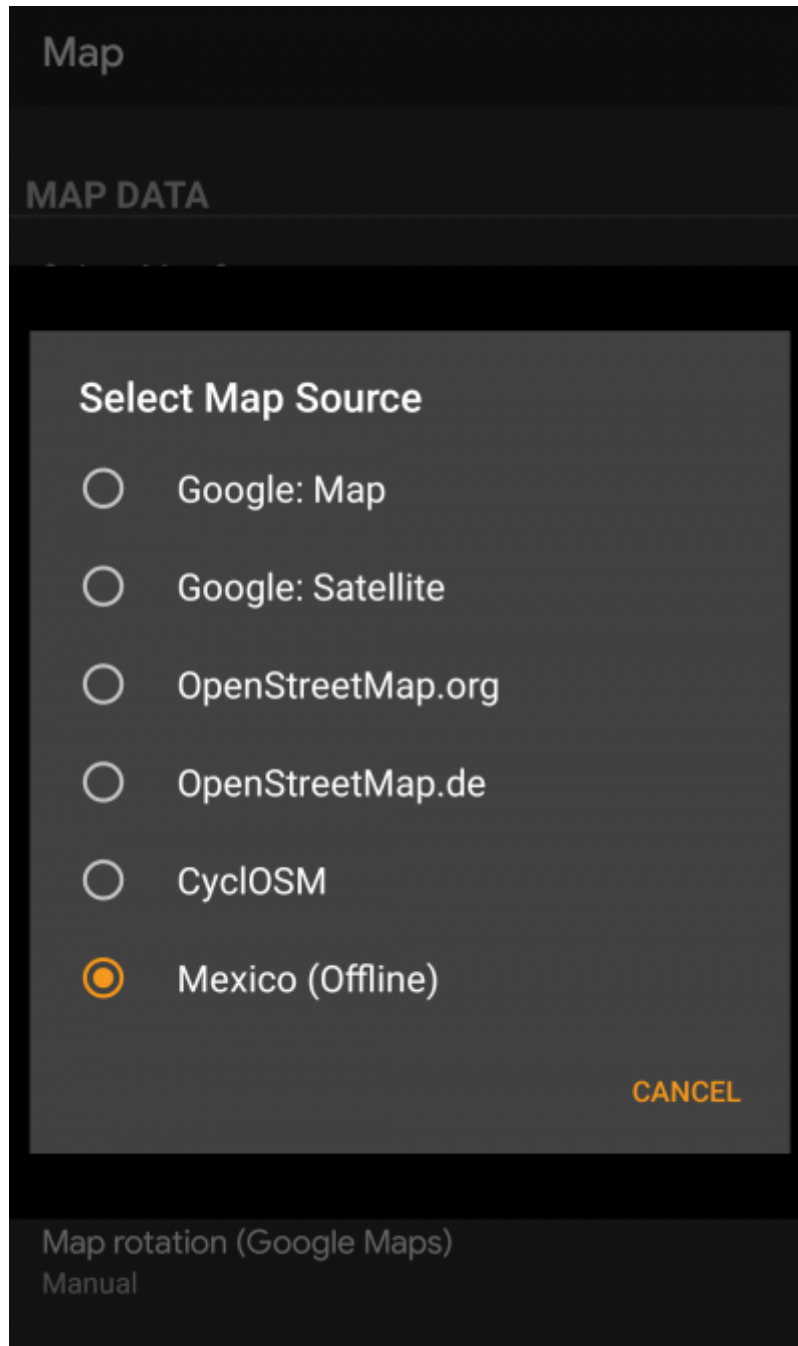 Map
MAP DATA
Select Map Source
Google: Map
Google: Satellite
OpenStreetMap.org
OpenStreetMap.de
CyclOSM
Mexico (Offline)
CANCEL
Map rotation (Google Maps)
Manual